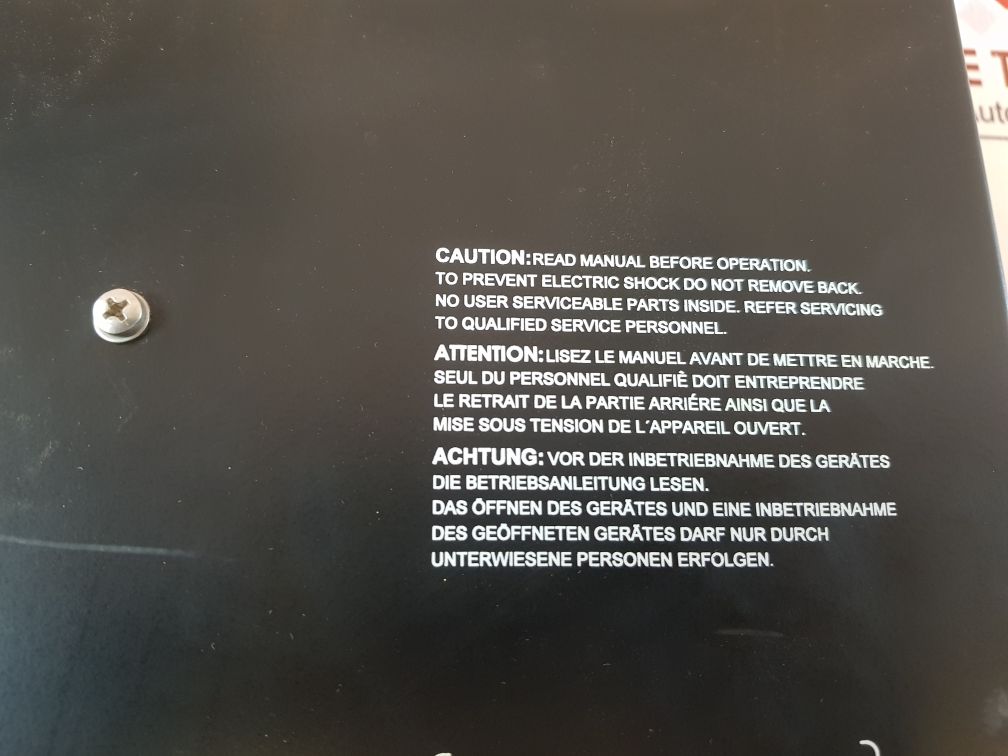 CAUTION: READ MANUAL BEFORE OPERATION.
TO PREVENT ELECTRIC SHOCK DO NOT REMOVE BACK.
NO USER SERVICEABLE PARTS INSIDE. REFER SERVICING
TO QUALIFIED SERVICE PERSONNEL.
ATTENTION: LISEZ LE MANUEL AVANT DE METTRE EN MARCHE.
SEUL DU PERSONNEL QUALIFIÈ DOIT ENTREPRENDRE
LE RETRAIT DE LA PARTIE ARRIÉRE AINSI QUE LA
MISE SOUS TENSION DE L´APPAREIL OUVERT.
ACHTUNG: VOR DER INBETRIEBNAHME DES GERÄTES
DIE BETRIEBSANLEITUNG LESEN.
DAS ÖFFNEN DES GERÄTES UND EINE INBETRIEBNAHME
DES GEÖFFNETEN GERÄTES DARF NUR DURCH
UNTERWIESENE PERSONEN ERFOLGEN.